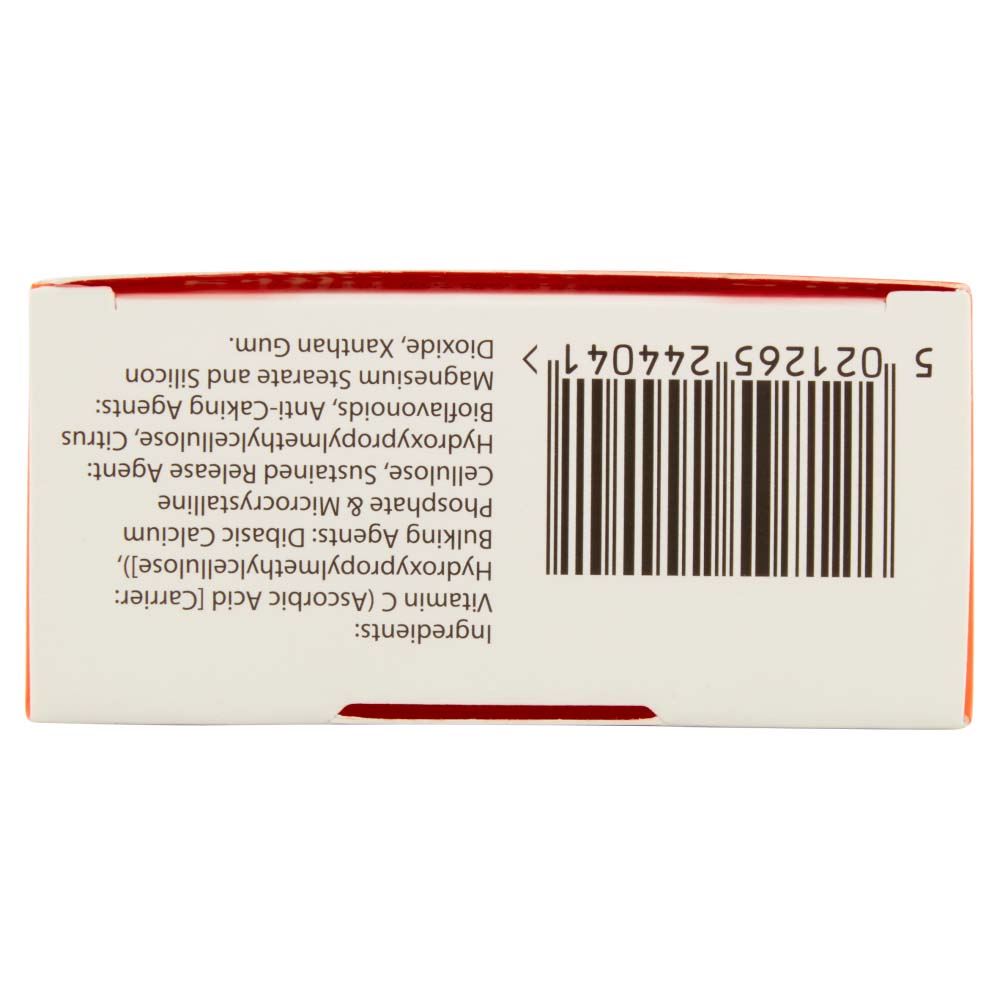 Ingredients:
Vitamin C (Ascorbic Acid [Carrier:
Hydroxypropylmethylcellulose]),
Bulking Agents: Dibasic Calcium
Phosphate & Microcrystalline
Cellulose, Sustained Release Agent:
Hydroxypropylmethylcellulose, Citrus
Bioflavonoids, Anti-Caking Agents:
Magnesium Stearate and Silicon
Dioxide, Xanthan Gum.
5 021265 244041 >